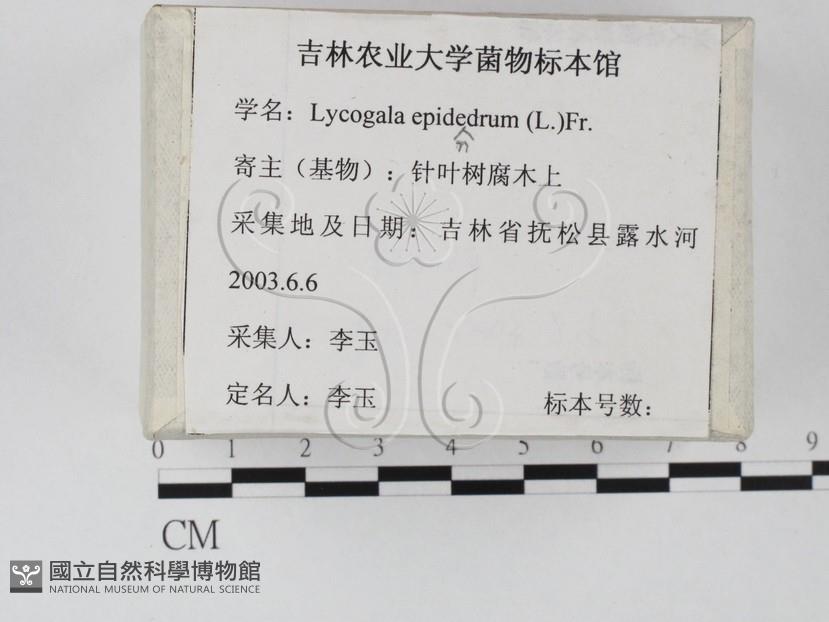 吉林农业大学菌物标本馆
学名：Lycogala epidedrum (L.)Fr.
n
寄主（基物）：针叶树腐木上
采集地及日期：吉林省抚松县露水河
2003.6.6
采集人：李玉
定名人：李玉 标本号数：
0 1 2 3 4 5 6 7 8 9
CM
國立自然科學博物館
NATIONAL MUSEUM OF NATURAL SCIENCE